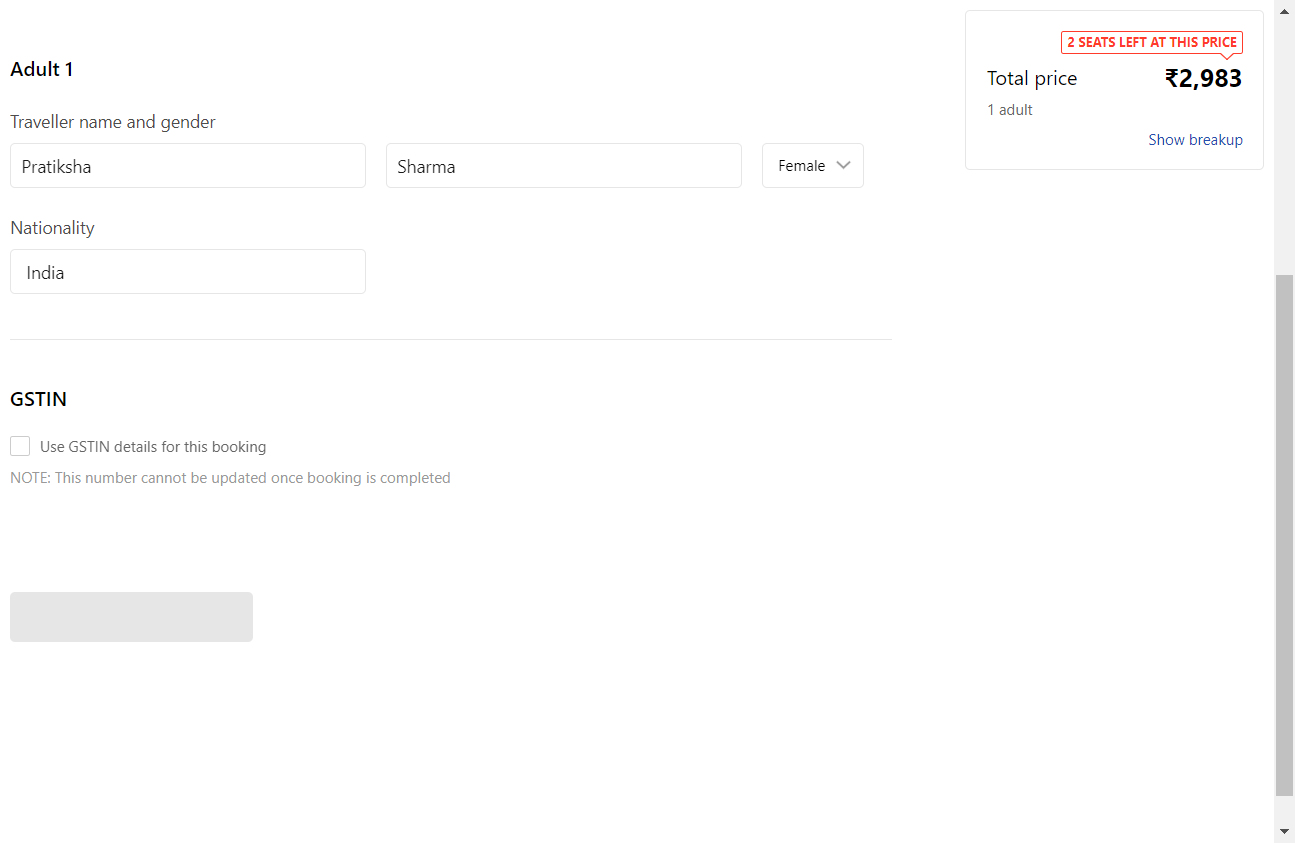 Adult 1
Traveller name and gender
Pratiksha
Sharma
Female
Nationality
India
GSTIN
Use GSTIN details for this booking
NOTE: This number cannot be updated once booking is completed
2 SEATS LEFT AT THIS PRICE
Total price ₹2,983
1 adult
Show breakup